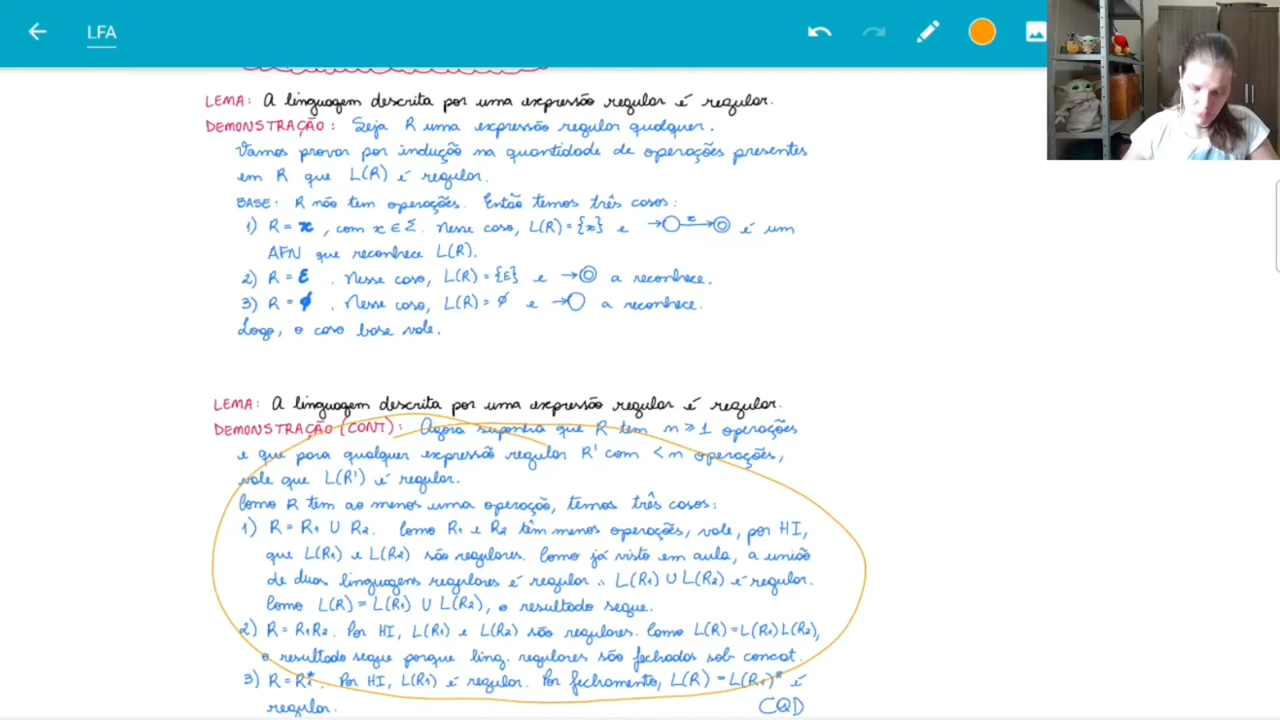 LFA
LEMA: A linguagem descrita por uma expressão regular é regular.
DEMONSTRAÇÃO: Seja R uma expressão regular qualquer.
Vamos provar por indução na quantidade de operações presentes
em R que L(R) é regular.
BASE: R não tem operações. Então temos três casos:
1) R = x, com x ∈ Σ. Nesse caso, L(R) = {x} e → x é um
AFN que reconhece L(R).
2) R = ε. Nesse caso, L(R) = {ε} e → a reconhece.
3) R = ∅. Nesse caso, L(R) = ∅ e → a reconhece.
Logo, o caso base vale.
LEMA: A linguagem descrita por uma expressão regular é regular.
DEMONSTRAÇÃO (CONT): Agora suponha que R tem n ≥ 1 operações
e que para qualquer expressão regular R' com < n operações,
vale que L(R') é regular.
Como R tem ao menos uma operação, temos três casos:
1) R = R1 ∪ R2. Como R1 e R2 têm menos operações, vale, por HI,
que L(R1) e L(R2) são regulares. Como já visto em aula, a união
de duas linguagens regulares é regular ∴ L(R1) ∪ L(R2) é regular.
Como L(R) = L(R1) ∪ L(R2), o resultado segue.
2) R = R1R2. Por HI, L(R1) e L(R2) são regulares. Como L(R) = L(R1)L(R2),
o resultado segue porque ling. regulares são fechados sob concat.
3) R = R1*. Por HI, L(R1) é regular. Por fechamento, L(R) = L(R1)* é
regular. CQD